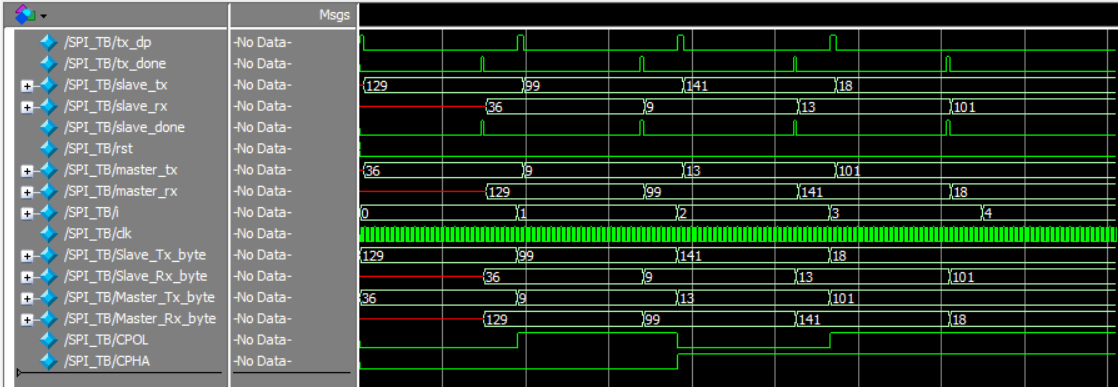 Msgs
/SPI_TB/tx_dp -No Data-
/SPI_TB/tx_done -No Data-
/SPI_TB/slave_tx -No Data- 129 99 141 18
/SPI_TB/slave_rx -No Data- 36 9 13 101
/SPI_TB/slave_done -No Data-
/SPI_TB/rst -No Data-
/SPI_TB/master_tx -No Data- 36 9 13 101
/SPI_TB/master_rx -No Data- 129 99 141 18
/SPI_TB/i -No Data- 0 1 2 3 4
/SPI_TB/clk -No Data-
/SPI_TB/Slave_Tx_byte -No Data- 129 99 141 18
/SPI_TB/Slave_Rx_byte -No Data- 36 9 13 101
/SPI_TB/Master_Tx_byte -No Data- 36 9 13 101
/SPI_TB/Master_Rx_byte -No Data- 129 99 141 18
/SPI_TB/CPOL -No Data-
/SPI_TB/CPHA -No Data-